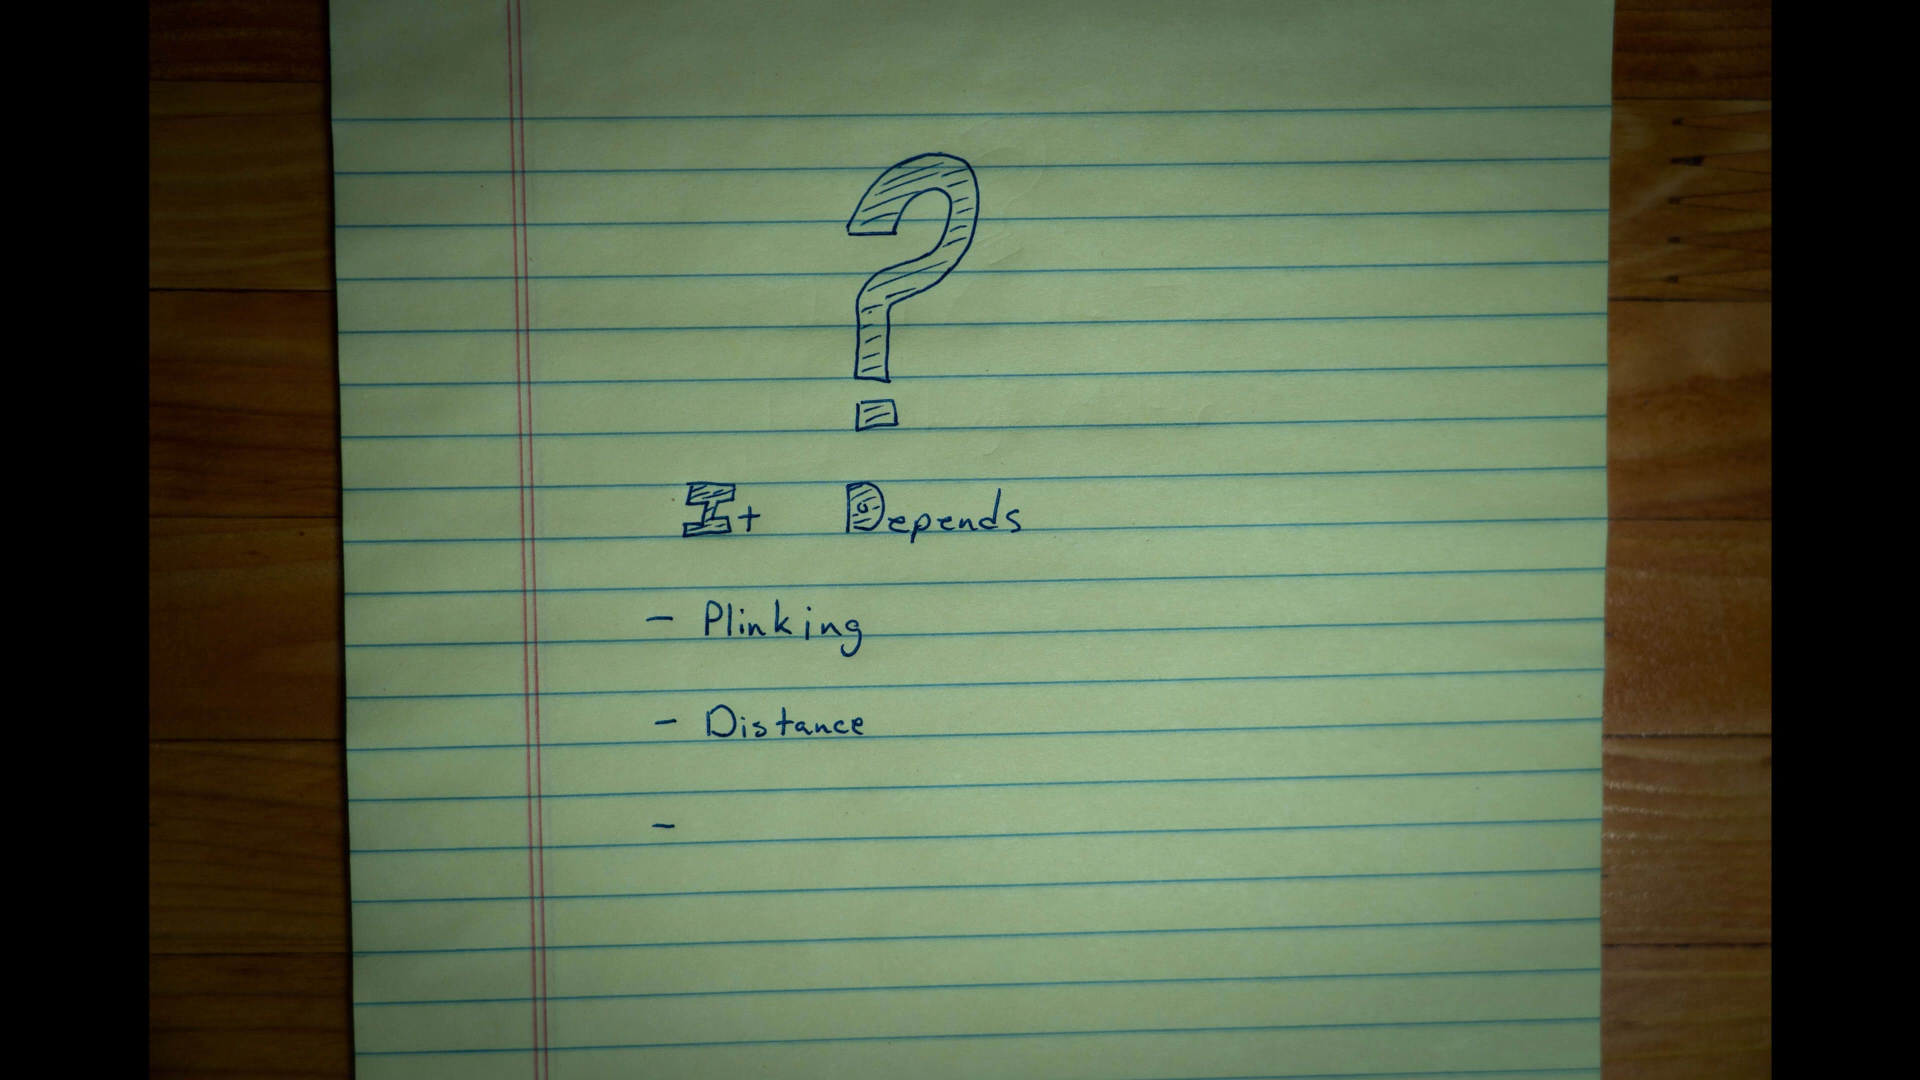 ?
It Depends
- Plinking
- Distance
-